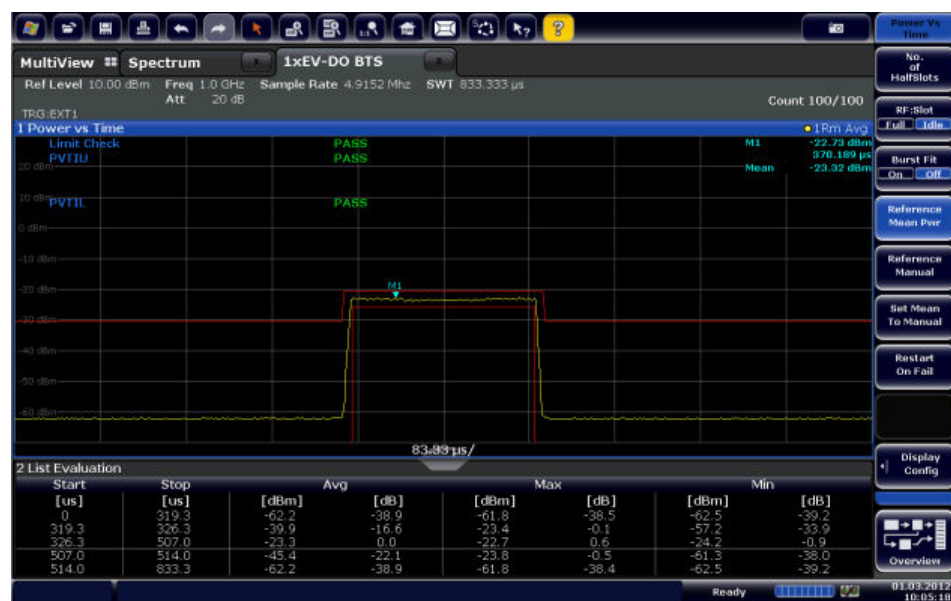 MultiView Spectrum x 1xEV-DO BTS x
Ref Level 10.00 dBm Freq 1.0 GHz Sample Rate 4.9152 Mhz SWT 833.333 µs
Att 20 dB Count 100/100
TRG:EXT1
1 Power vs Time 1Rm Avg
Limit Check PASS M1 -22.73 dBm
PVTIU PASS 370.189 µs
20 dBm Mean -23.32 dBm
10 dBm
PVTIL PASS
0 dBm
-10 dBm
-20 dBm
M1
-30 dBm
-40 dBm
-50 dBm
-60 dBm
83.33 µs/
2 List Evaluation
Start Stop Avg Max Min
[us] [us] [dBm] [dB] [dBm] [dB] [dBm] [dB]
0 319.3 -62.2 -38.9 -61.8 -38.5 -62.5 -39.2
319.3 326.3 -39.9 -16.6 -23.4 -0.1 -57.2 -33.9
326.3 507.0 -23.3 0.0 -22.7 0.6 -24.2 -0.9
507.0 514.0 -45.4 -22.1 -23.8 -0.5 -61.3 -38.0
514.0 833.3 -62.2 -38.9 -61.8 -38.4 -62.5 -39.2
Ready
01.03.2012
10:05:18
Power Vs
Time
No.
of
HalfSlots
RF:Slot
Full Idle
Burst Fit
On Off
Reference
Mean Pwr
Reference
Manual
Set Mean
To Manual
Restart
On Fail
Display
Config
Overview